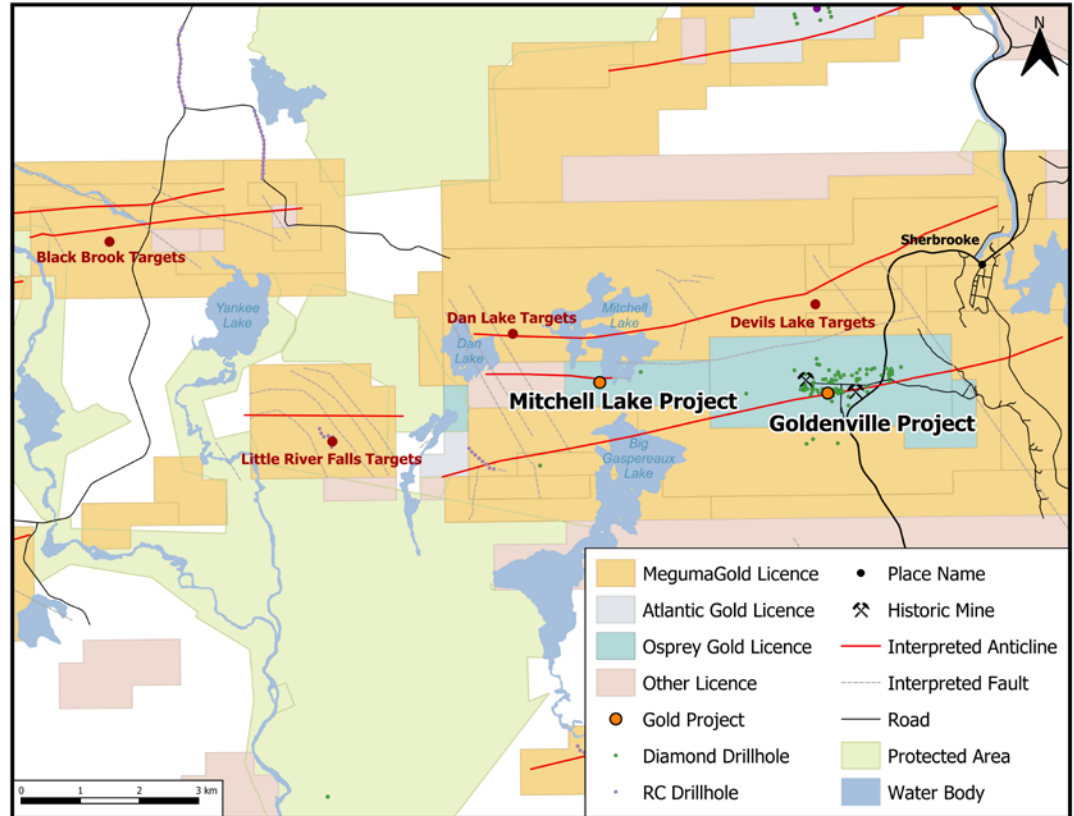 N
Sherbrooke
Black Brook Targets
Yankee
Lake
Dan Lake Targets
Mitchell
Lake
Devils Lake Targets
Dan
Lake
Mitchell Lake Project
Goldenville Project
Little River Falls Targets
Big
Gaspereaux
Lake
MegumaGold Licence
Atlantic Gold Licence
Osprey Gold Licence
Other Licence
Gold Project
Diamond Drillhole
RC Drillhole
Place Name
Historic Mine
Interpreted Anticline
Interpreted Fault
Road
Protected Area
Water Body
0 1 2 3 km